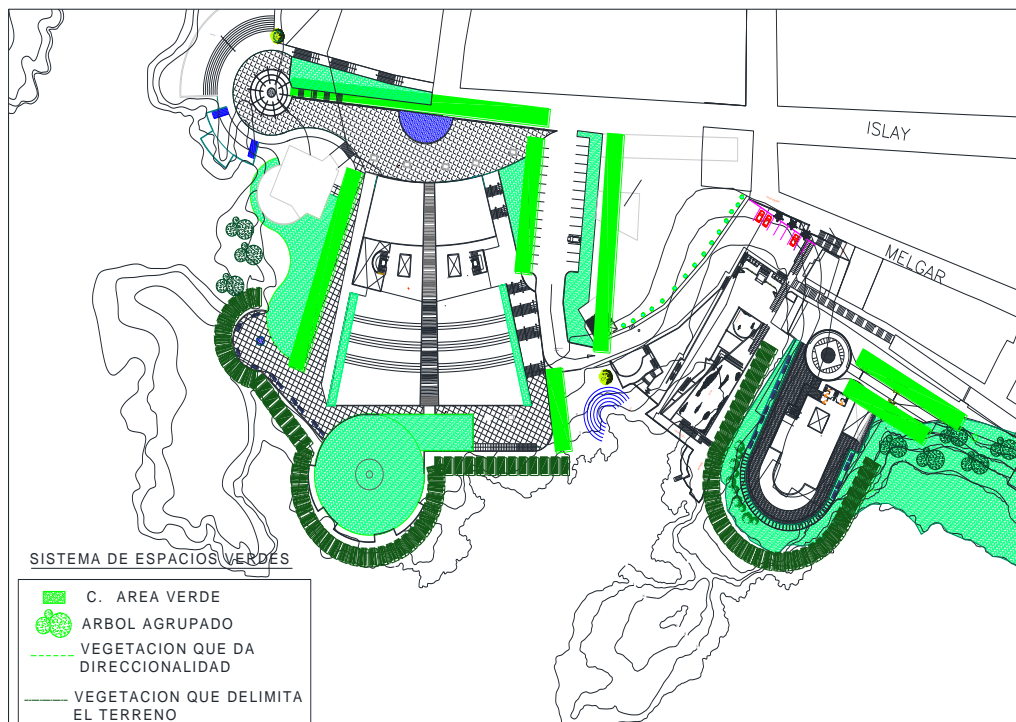 ISLAY
MELGAR
SISTEMA DE ESPACIOS VERDES
C. AREA VERDE
ARBOL AGRUPADO
VEGETACION QUE DA
DIRECCIONALIDAD
VEGETACION QUE DELIMITA
EL TERRENO